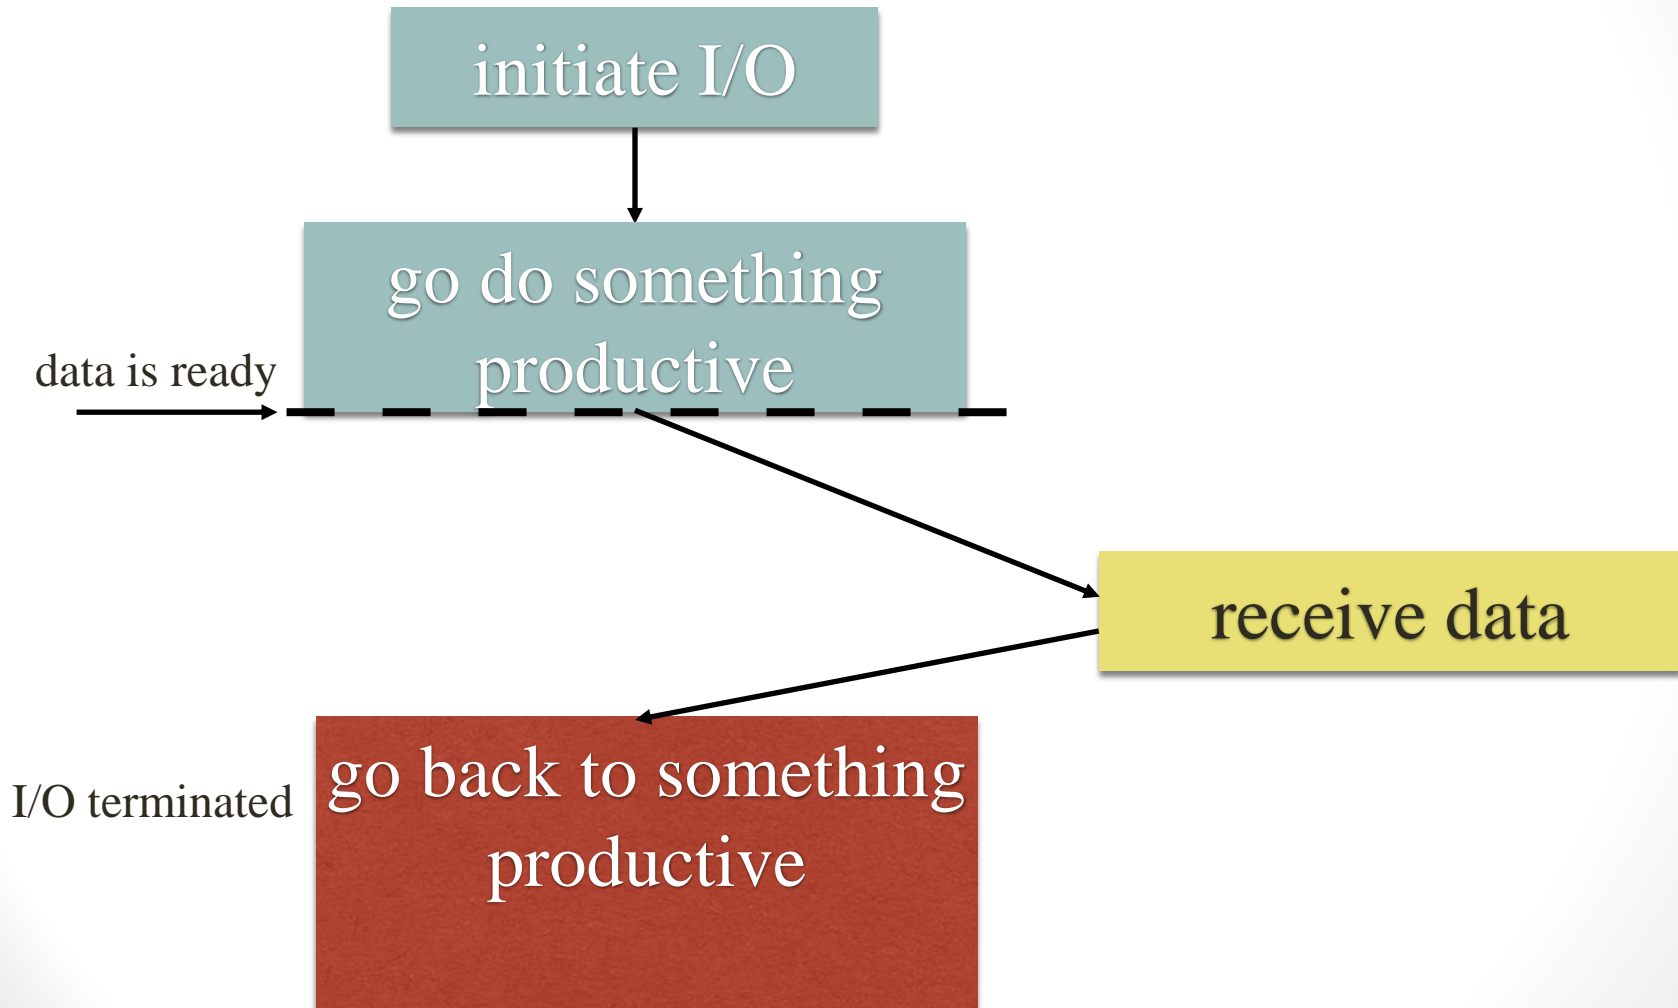 initiate I/O
go do something
productive
data is ready
receive data
go back to something
productive
I/O terminated